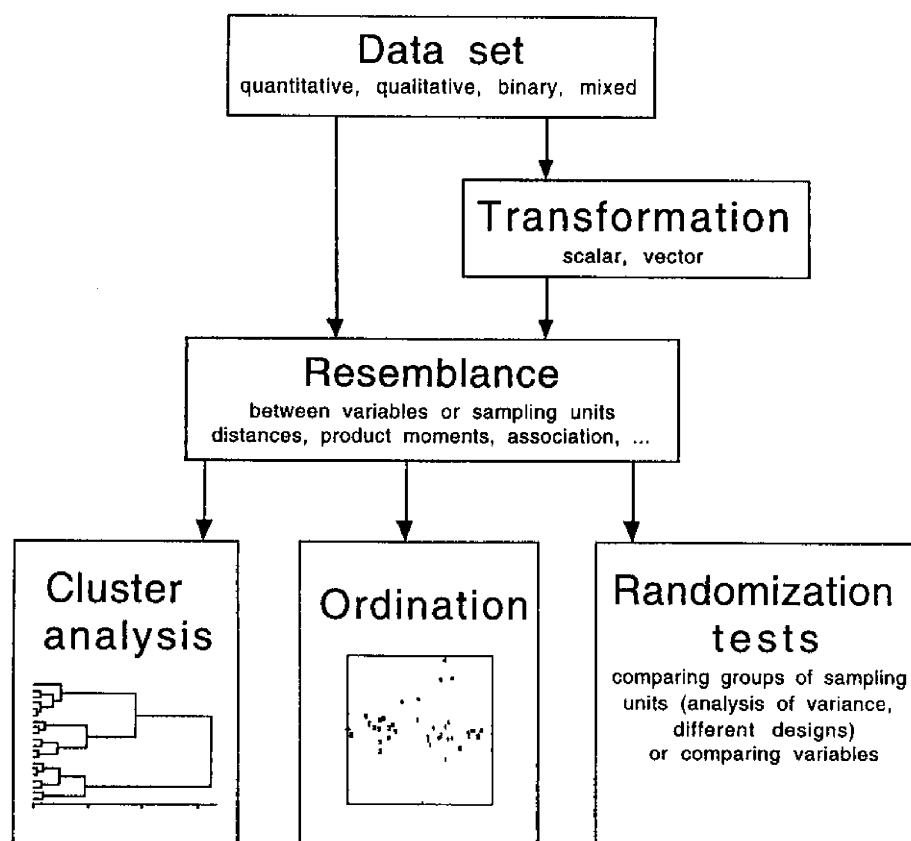 Data set
quantitative, qualitative, binary, mixed
Transformation
scalar, vector
Resemblance
between variables or sampling units
distances, product moments, association, ...
Cluster
analysis
Ordination
Randomization
tests
comparing groups of sampling
units (analysis of variance,
different designs)
or comparing variables